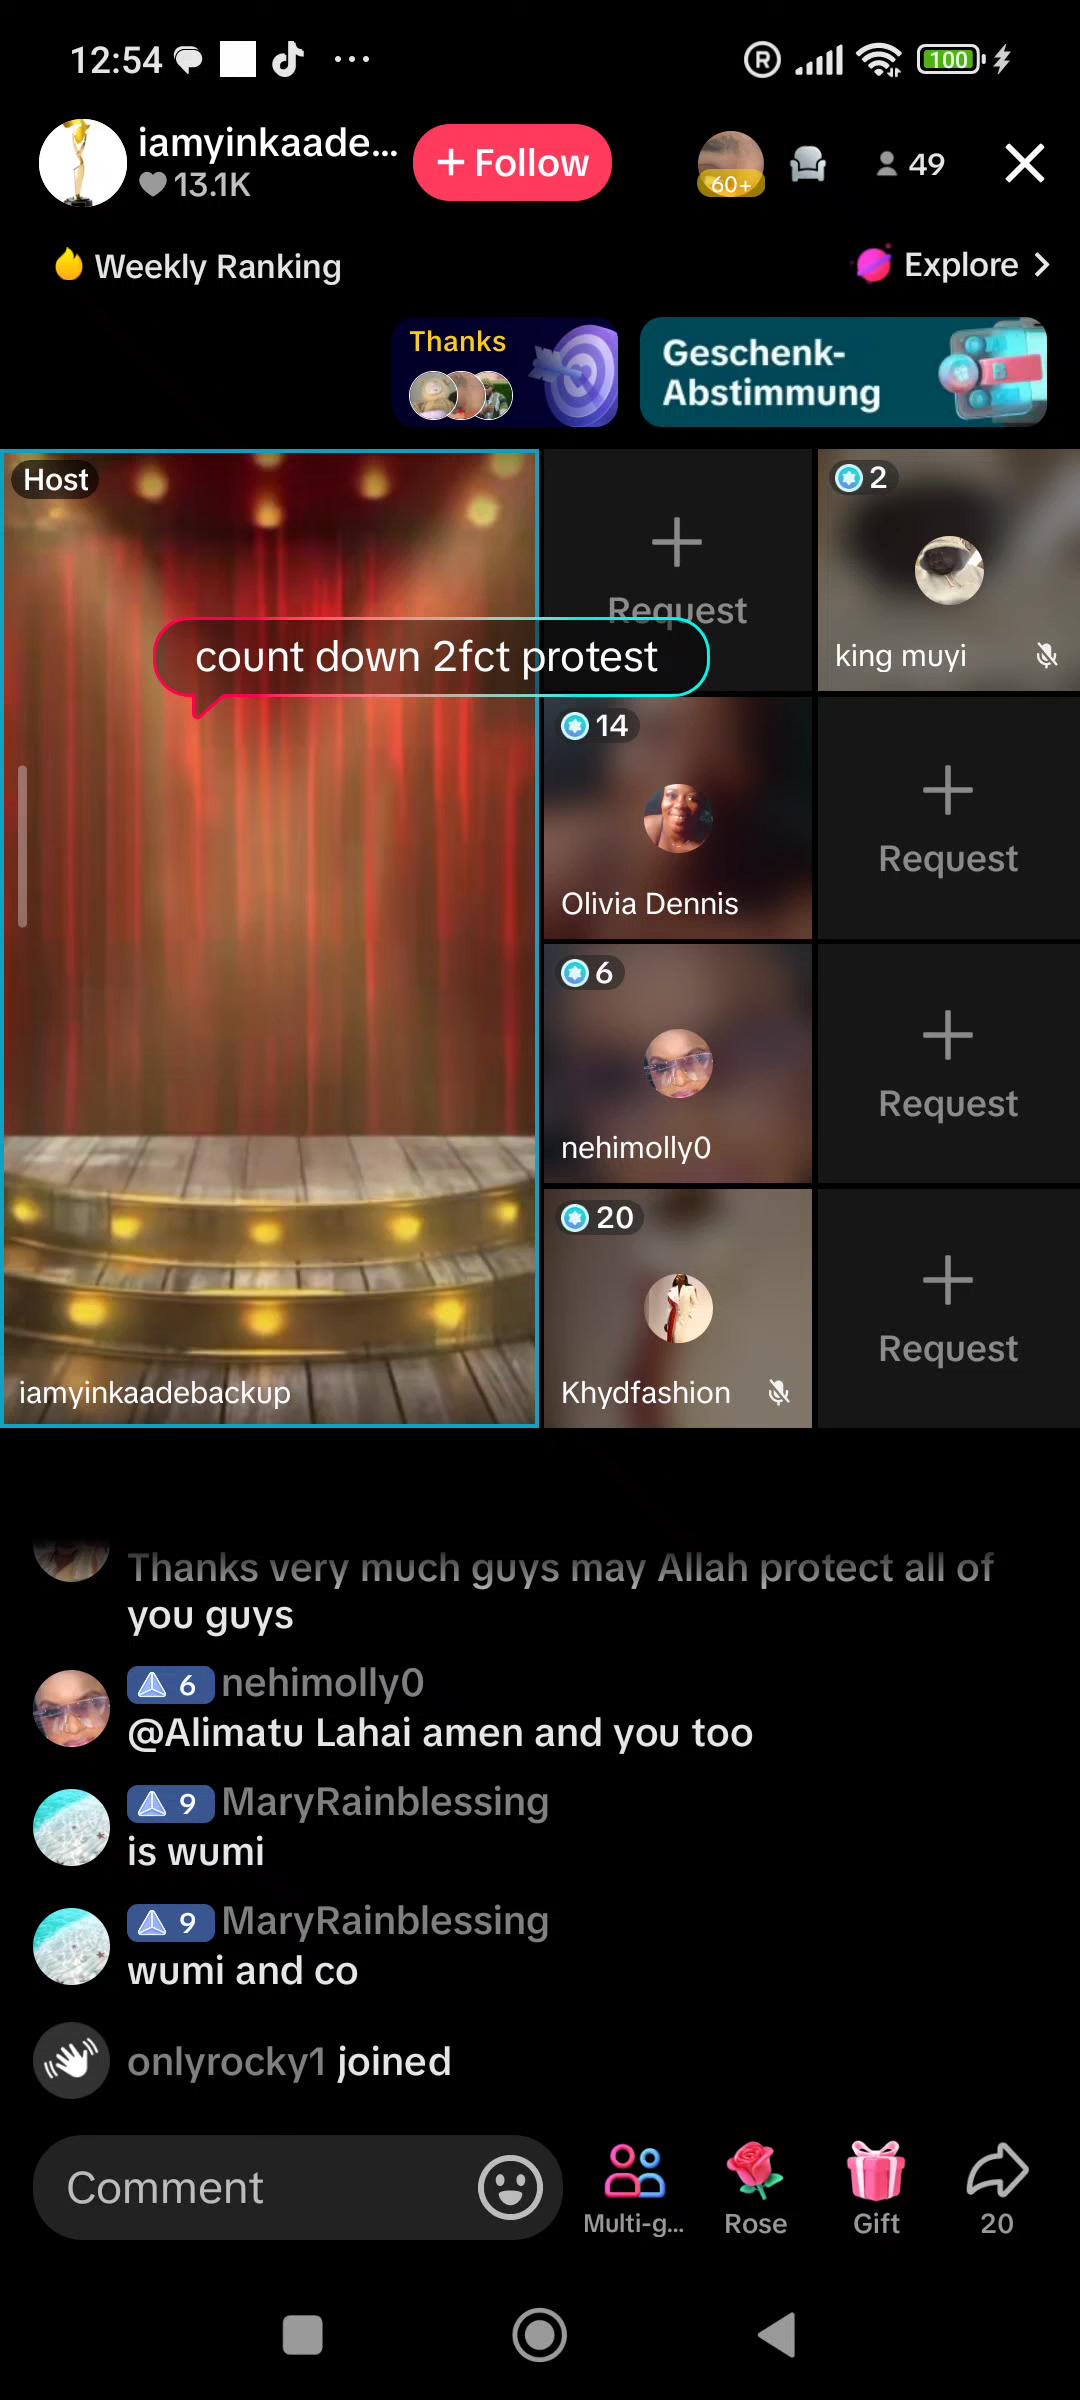 12:54
100
iamyinkaade...
13.1K
+ Follow
60+
49
Weekly Ranking
Explore >
Thanks
Geschenk-
Abstimmung
Host
Request
2
king muyi
count down 2fct protest
14
Olivia Dennis
Request
6
nehimolly0
Request
20
Khydfashion
Request
iamyinkaadebackup
Thanks very much guys may Allah protect all of
you guys
6 nehimolly0
@Alimatu Lahai amen and you too
9 MaryRainblessing
is wumi
9 MaryRainblessing
wumi and co
onlyrocky1 joined
Comment
Multi-g...
Rose
Gift
20